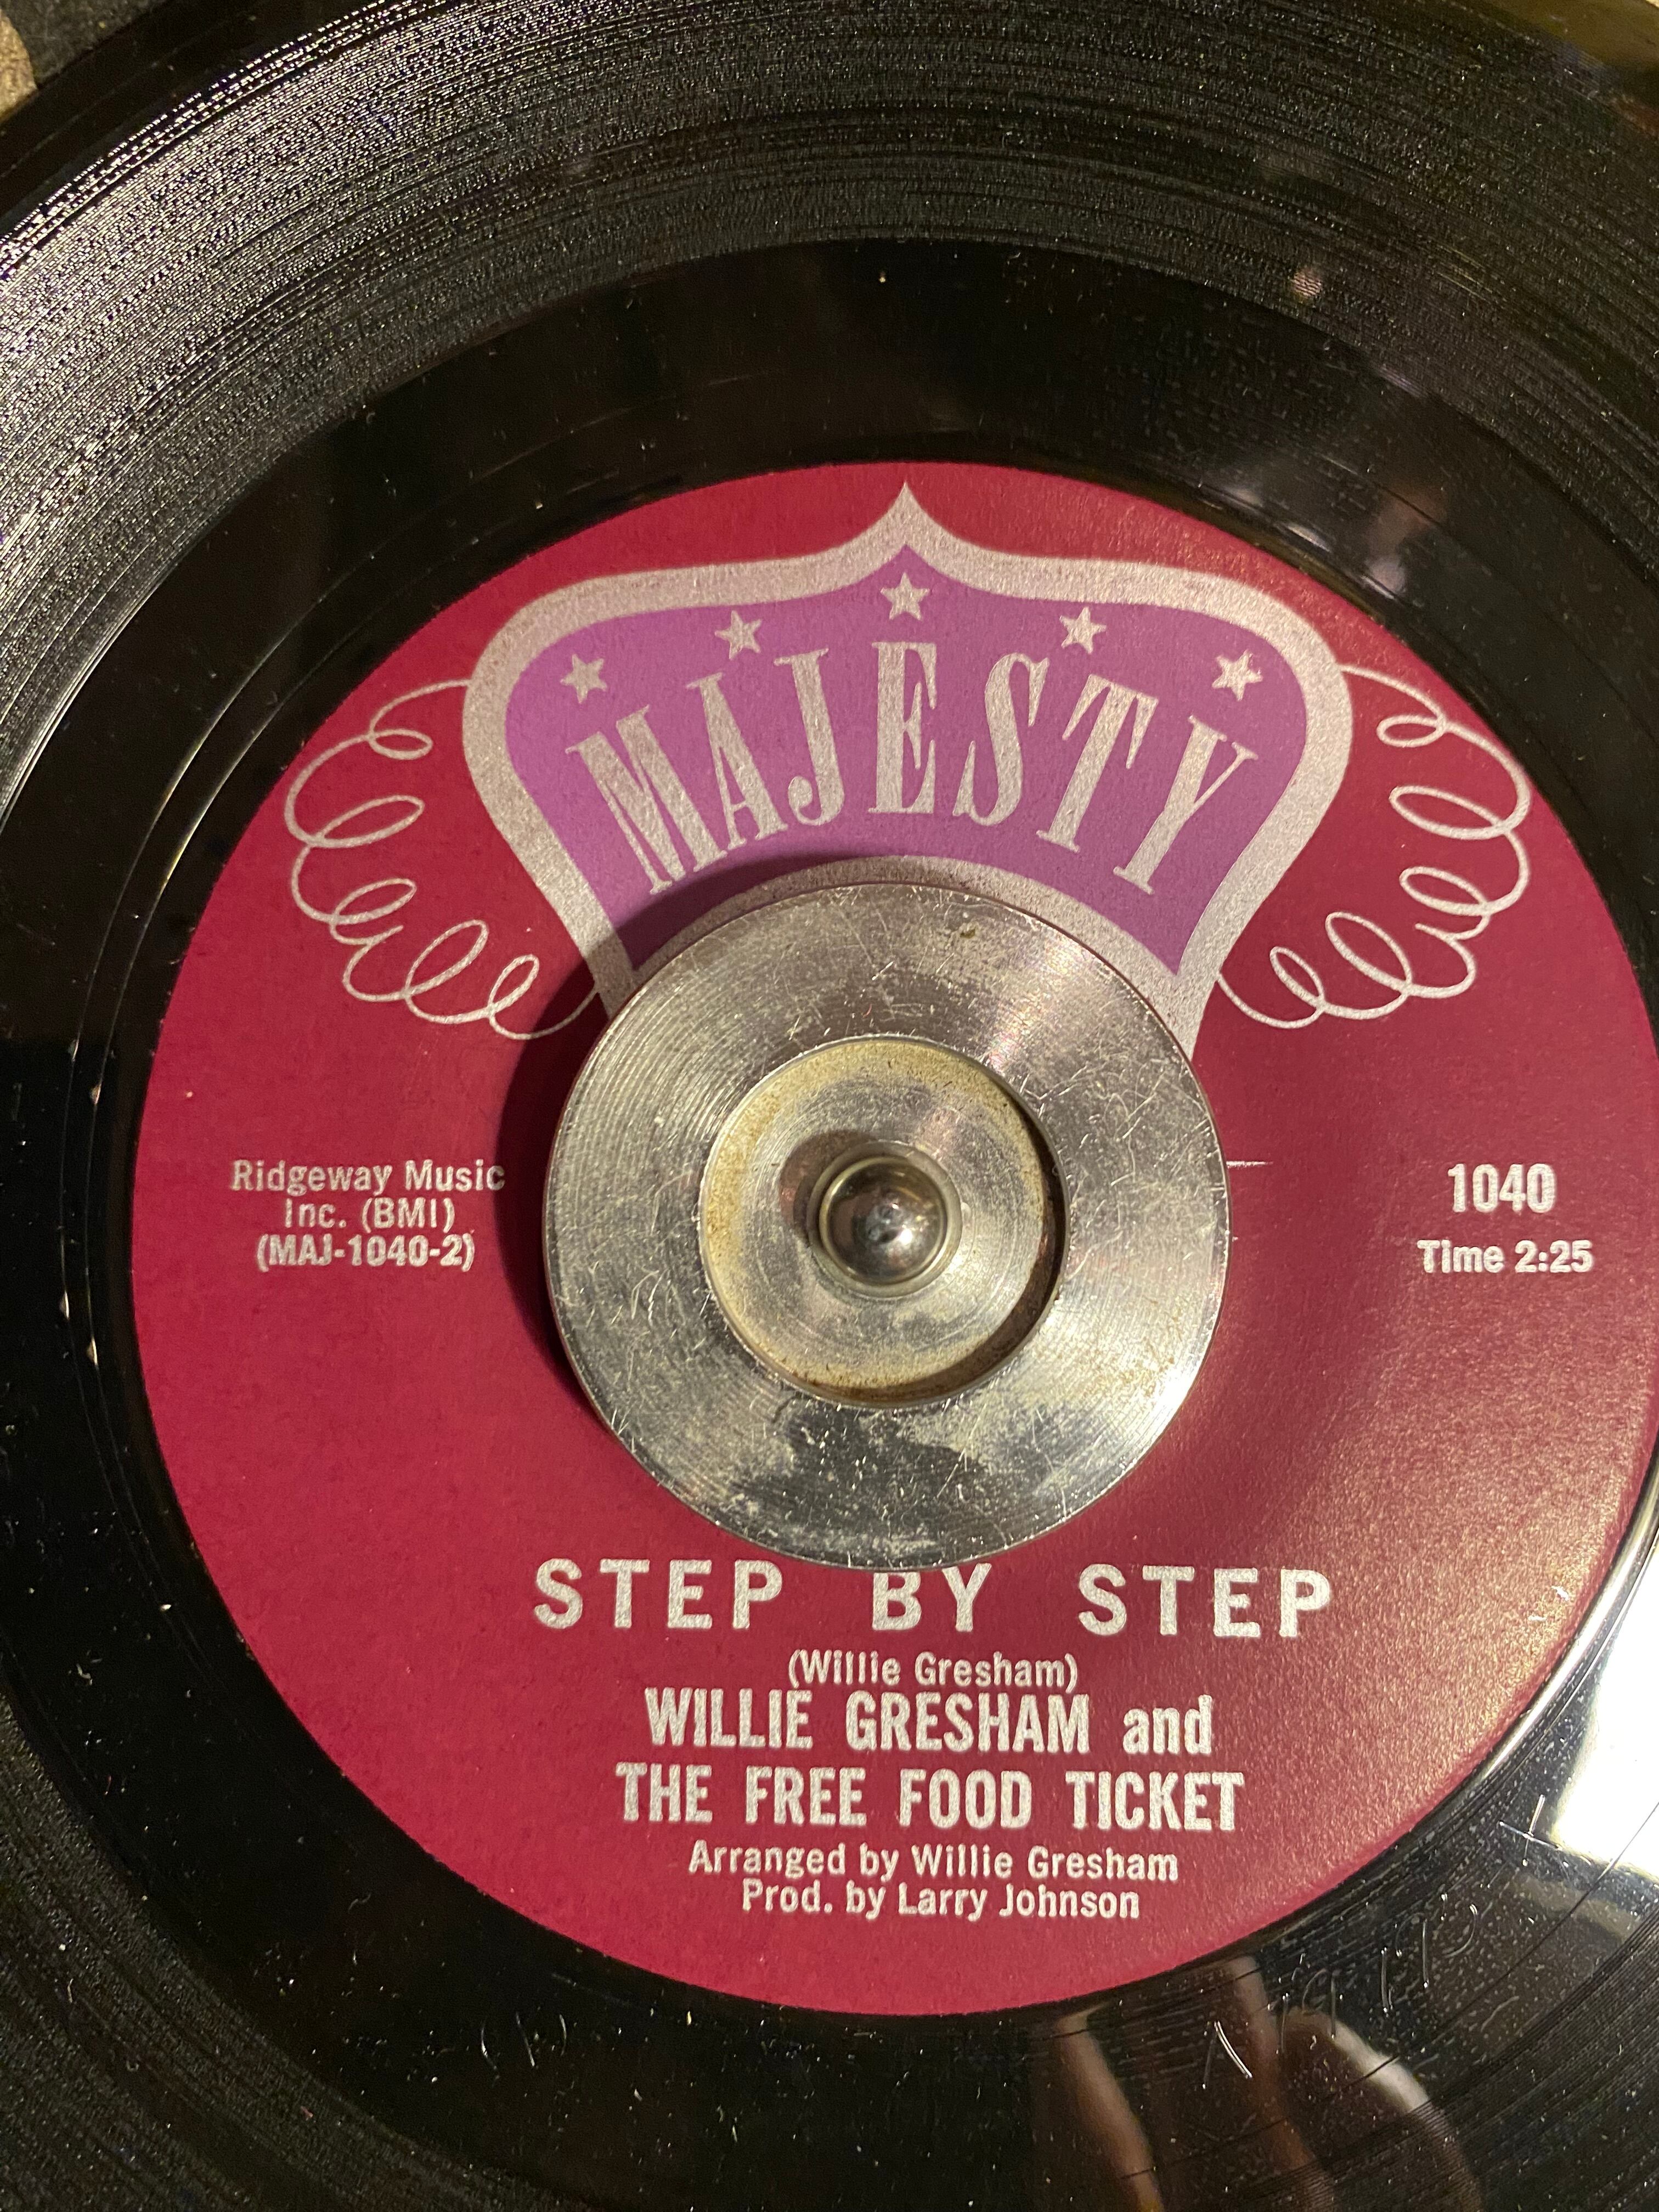 MAJESTY
Ridgeway Music
Inc. (BMI)
(MAJ-1040-2)
1040
Time 2:25
STEP BY STEP
(Willie Gresham)
WILLIE GRESHAM and
THE FREE FOOD TICKET
Arranged by Willie Gresham
Prod. by Larry Johnson